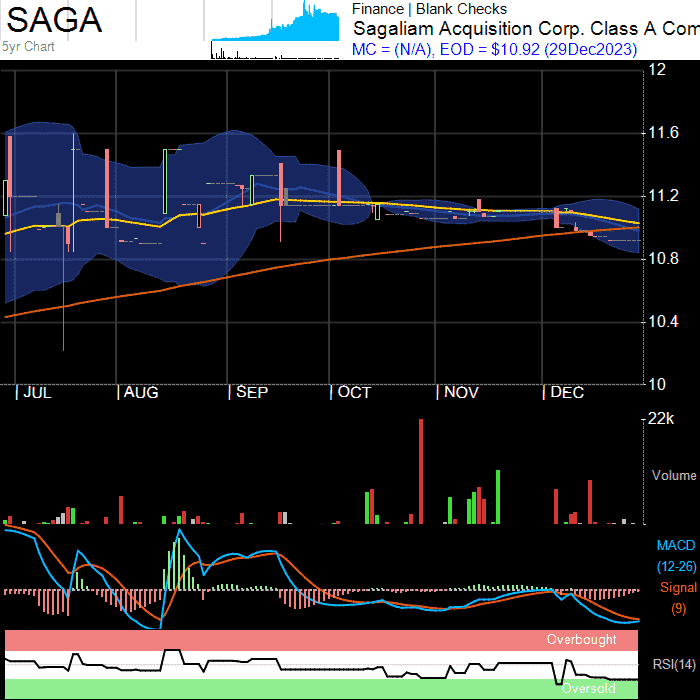 SAGA
5yr Chart
Finance | Blank Checks
Sagaliam Acquisition Corp. Class A Com
MC = (N/A), EOD = $10.92 (29Dec2023)
12
11.6
11.2
10.8
10.4
10
JUL AUG SEP OCT NOV DEC
22k
Volume
MACD
(12-26)
Signal
(9)
Overbought
RSI(14)
Oversold